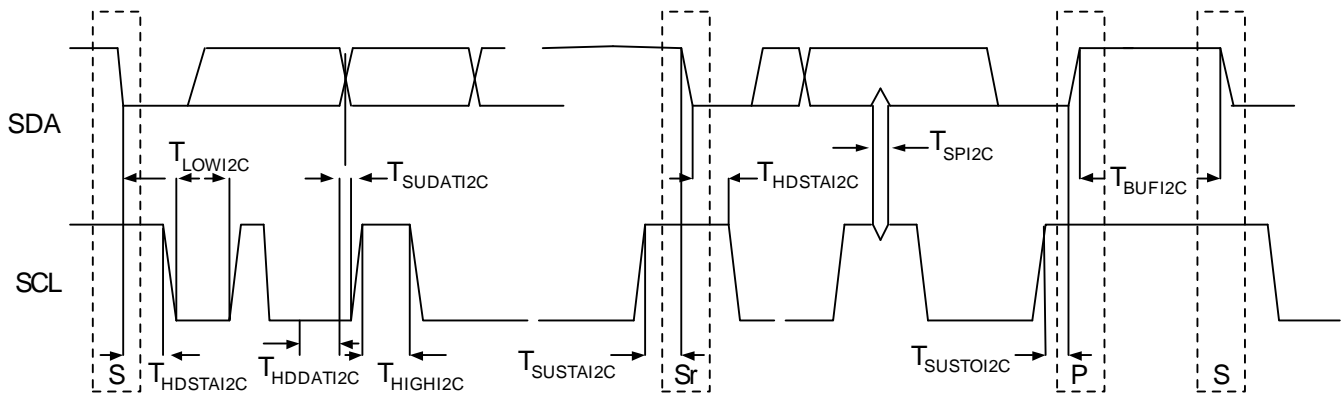 SDA
T_LOWI2C
T_SUDATI2C
T_SPI2C
T_HDSTAI2C
T_BUFI2C
SCL
S
T_HDSTAI2C
T_HDDATI2C
T_HIGHI2C
T_SUSTAI2C
Sr
T_SUSTOI2C
P
S